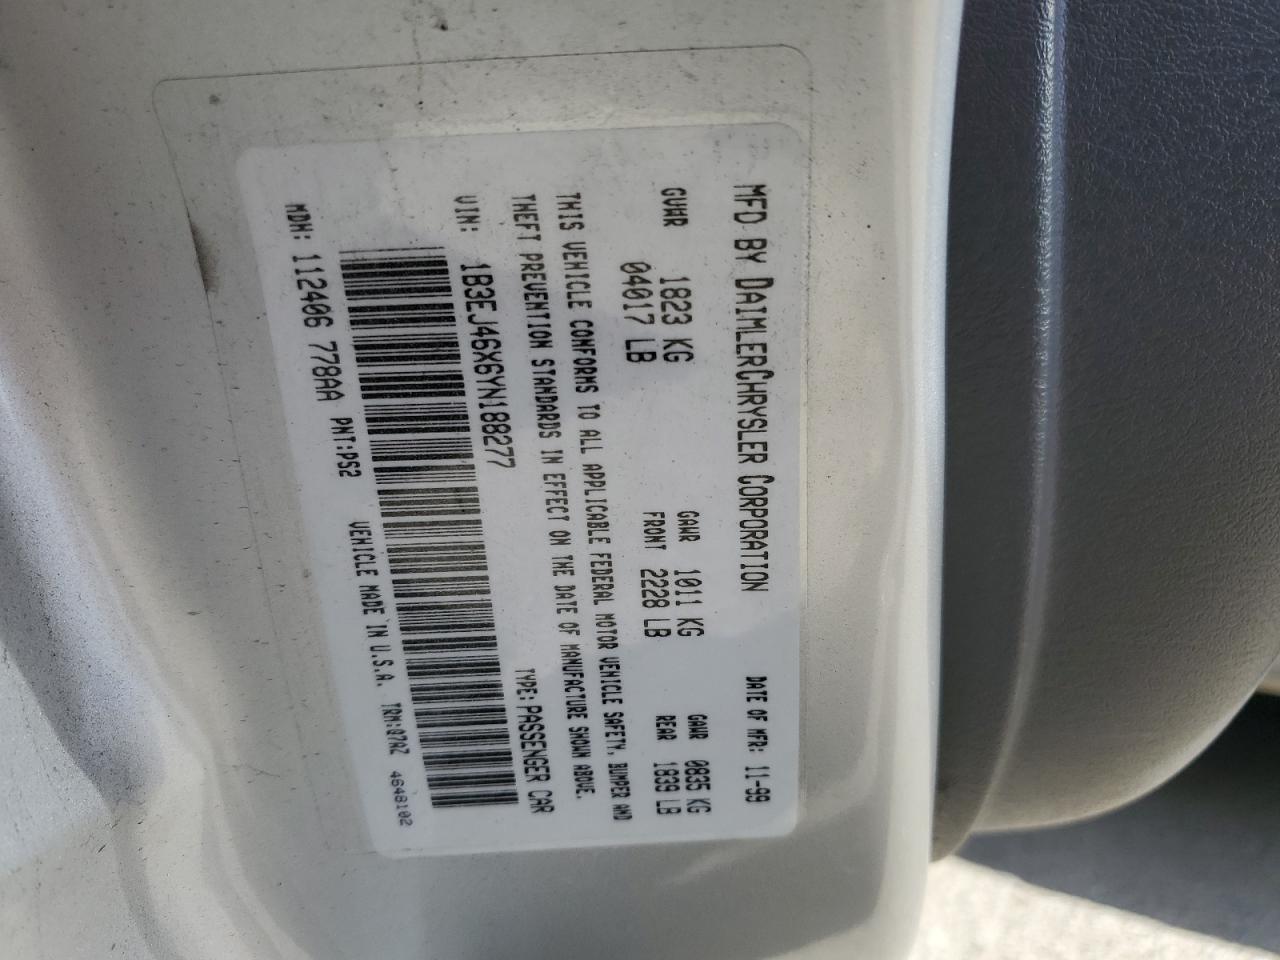 MFD BY DAIMLERCHRYSLER CORPORATION DATE OF MFR: 11-99
GVWR 1823 KG GAWR 1011 KG GAWR 0835 KG
04017 LB FRONT 2228 LB REAR 1839 LB
THIS VEHICLE CONFORMS TO ALL APPLICABLE FEDERAL MOTOR VEHICLE SAFETY, BUMPER AND
THEFT PREVENTION STANDARDS IN EFFECT ON THE DATE OF MANUFACTURE SHOWN ABOVE.
VIN: 1B3EJ46X6YN188277 TYPE: PASSENGER CAR
MDH: 112406 778AA PNT:PS2 VEHICLE MADE IN U.S.A. TRM:Q7AZ 4648102